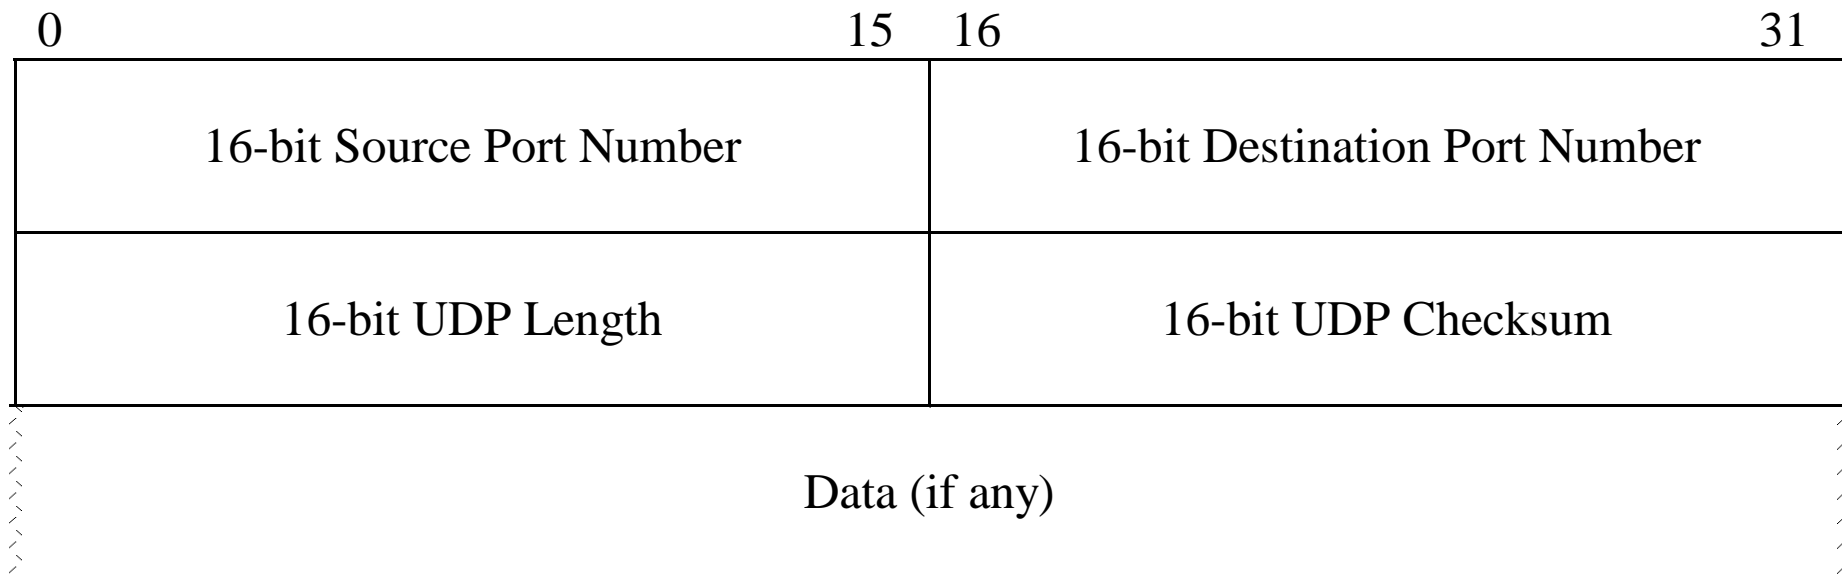 0 15 16 31
16-bit Source Port Number 16-bit Destination Port Number
16-bit UDP Length 16-bit UDP Checksum
Data (if any)